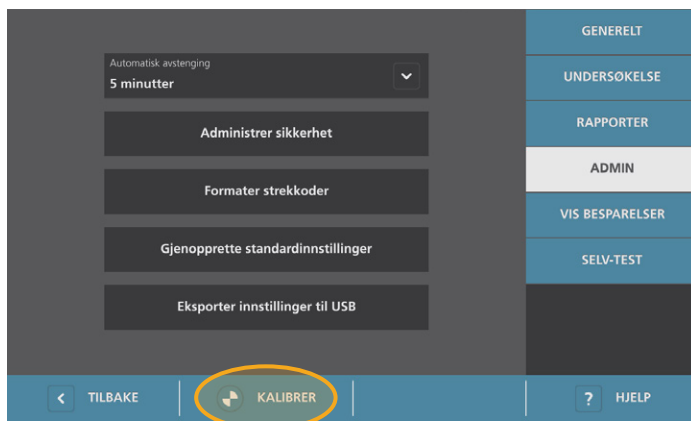 Automatisk avstenging
5 minutter
Administrer sikkerhet
Formater strekkoder
Gjenopprette standardinnstillinger
Eksporter innstillinger til USB
GENERELT
UNDERSØKELSE
RAPPORTER
ADMIN
VIS BESPARELSER
SELV-TEST
TILBAKE
KALIBRER
? HJELP